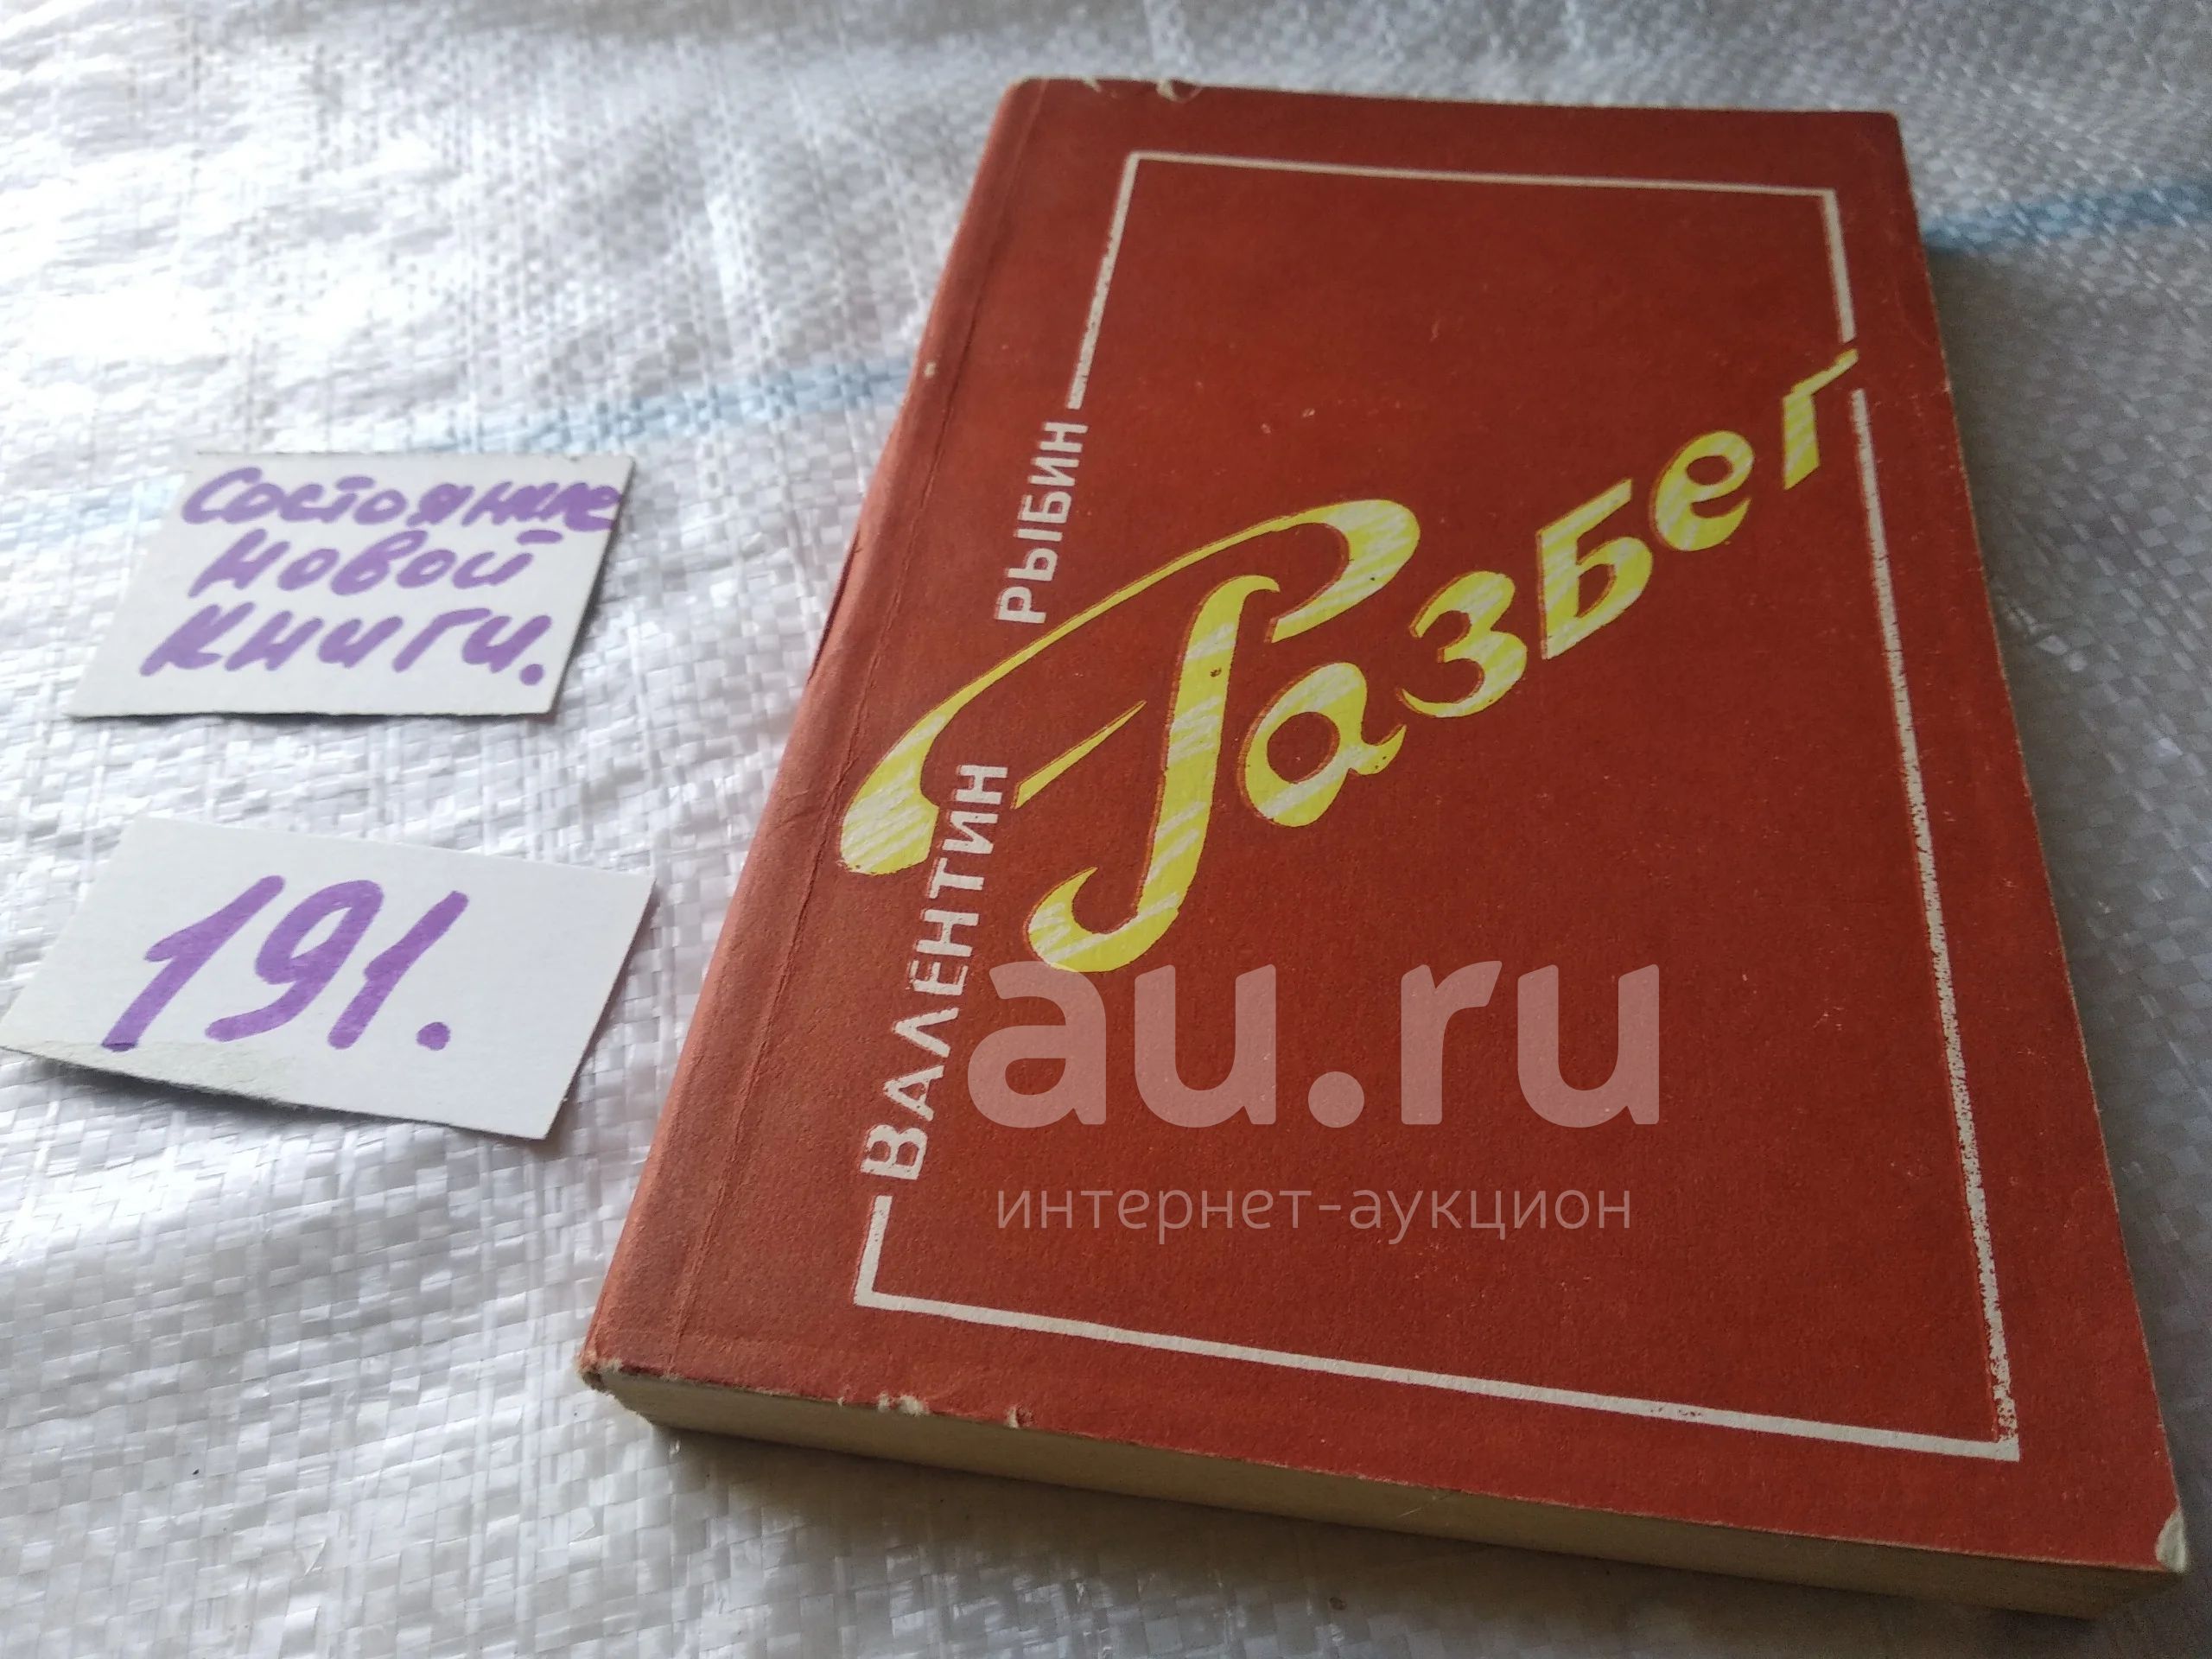 Состояние
новой
книги.
191.
ВАЛЕНТИН РЫБИН
Разбег
au.ru
интернет-аукцион